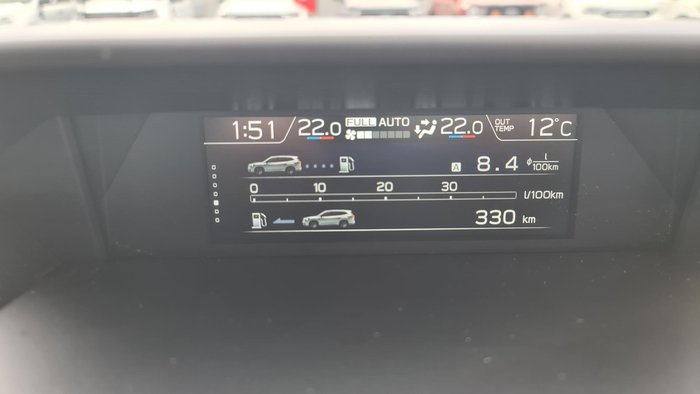 1:51 22.0 FULL AUTO 22.0 OUT TEMP 12°C
A 8.4 ϕ l/100km
0 10 20 30 l/100km
330 km